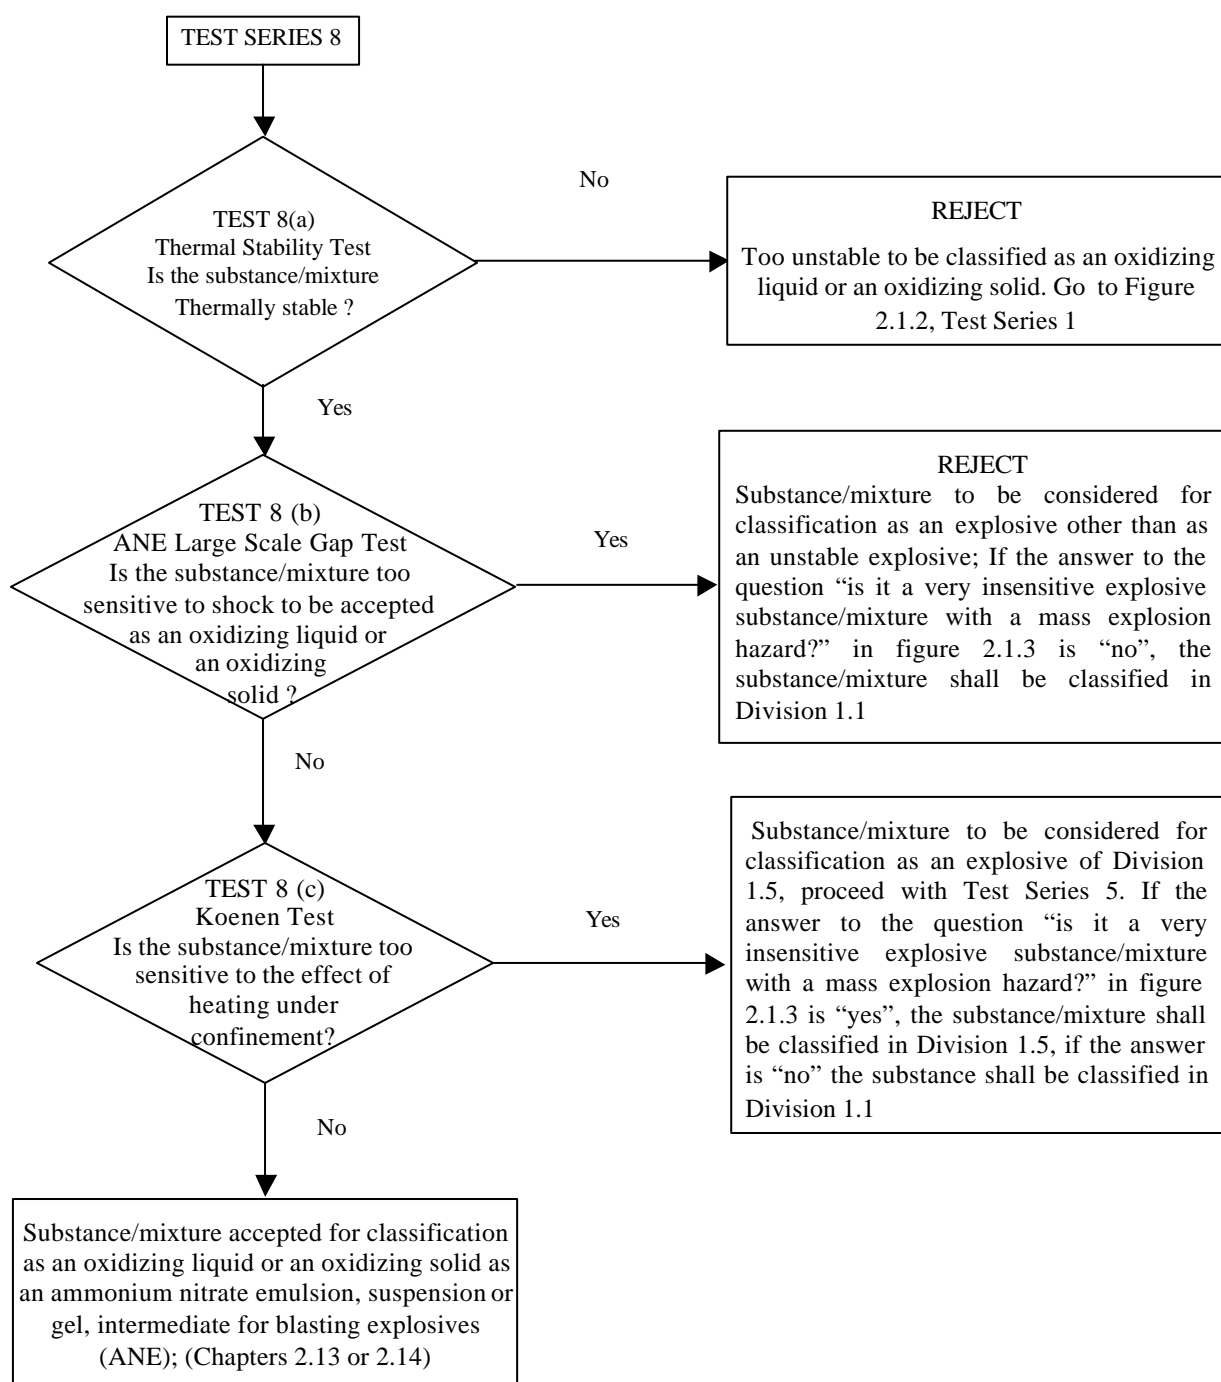 TEST SERIES 8
TEST 8(a)
Thermal Stability Test
Is the substance/mixture
Thermally stable ?
No
REJECT
Too unstable to be classified as an oxidizing
liquid or an oxidizing solid. Go to Figure
2.1.2, Test Series 1
Yes
TEST 8 (b)
ANE Large Scale Gap Test
Is the substance/mixture too
sensitive to shock to be accepted
as an oxidizing liquid or
an oxidizing
solid ?
Yes
REJECT
Substance/mixture to be considered for
classification as an explosive other than as
an unstable explosive; If the answer to the
question “is it a very insensitive explosive
substance/mixture with a mass explosion
hazard?” in figure 2.1.3 is “no”, the
substance/mixture shall be classified in
Division 1.1
No
TEST 8 (c)
Koenen Test
Is the substance/mixture too
sensitive to the effect of
heating under
confinement?
Yes
Substance/mixture to be considered for
classification as an explosive of Division
1.5, proceed with Test Series 5. If the
answer to the question “is it a very
insensitive explosive substance/mixture
with a mass explosion hazard?” in figure
2.1.3 is “yes”, the substance/mixture shall
be classified in Division 1.5, if the answer
is “no” the substance shall be classified in
Division 1.1
No
Substance/mixture accepted for classification
as an oxidizing liquid or an oxidizing solid as
an ammonium nitrate emulsion, suspension or
gel, intermediate for blasting explosives
(ANE); (Chapters 2.13 or 2.14)